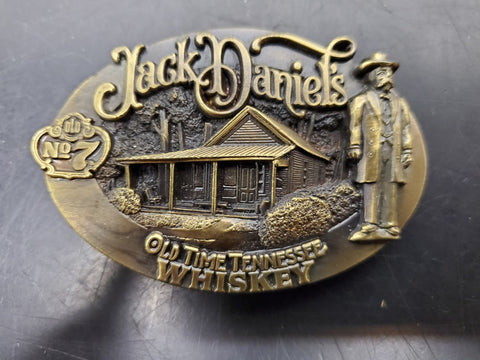 Jack Daniel's
OLD
No 7
OLD TIME TENNESSEE
WHISKEY